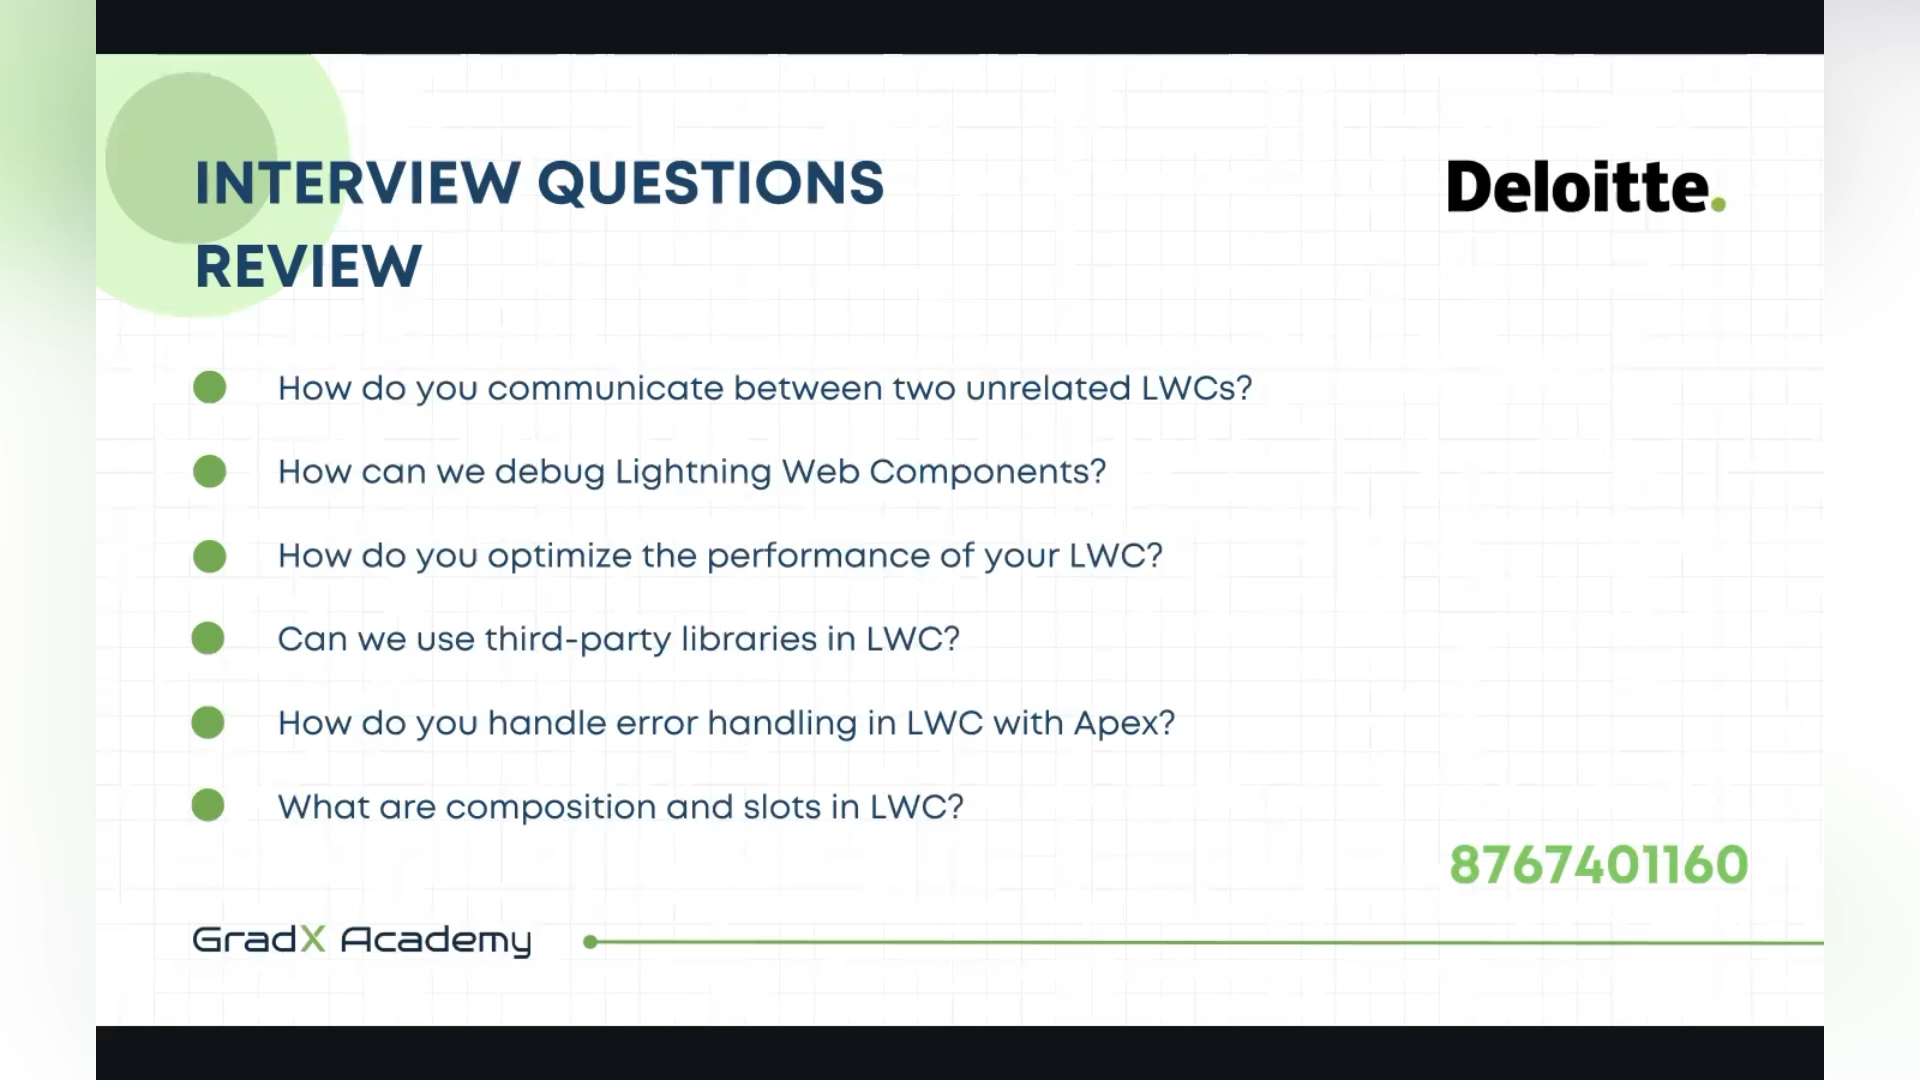 INTERVIEW QUESTIONS
REVIEW
Deloitte.
How do you communicate between two unrelated LWCs?
How can we debug Lightning Web Components?
How do you optimize the performance of your LWC?
Can we use third-party libraries in LWC?
How do you handle error handling in LWC with Apex?
What are composition and slots in LWC?
8767401160
GradX Academy